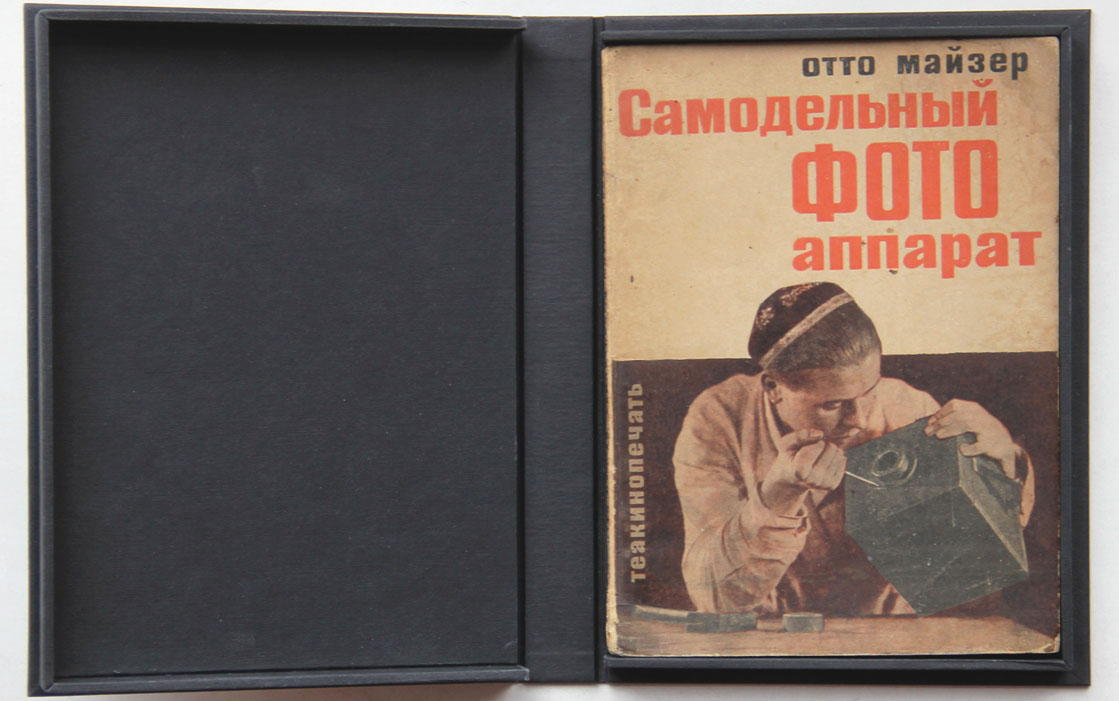 отто майзер
Самодельный
ФОТО
аппарат
теакинопечать